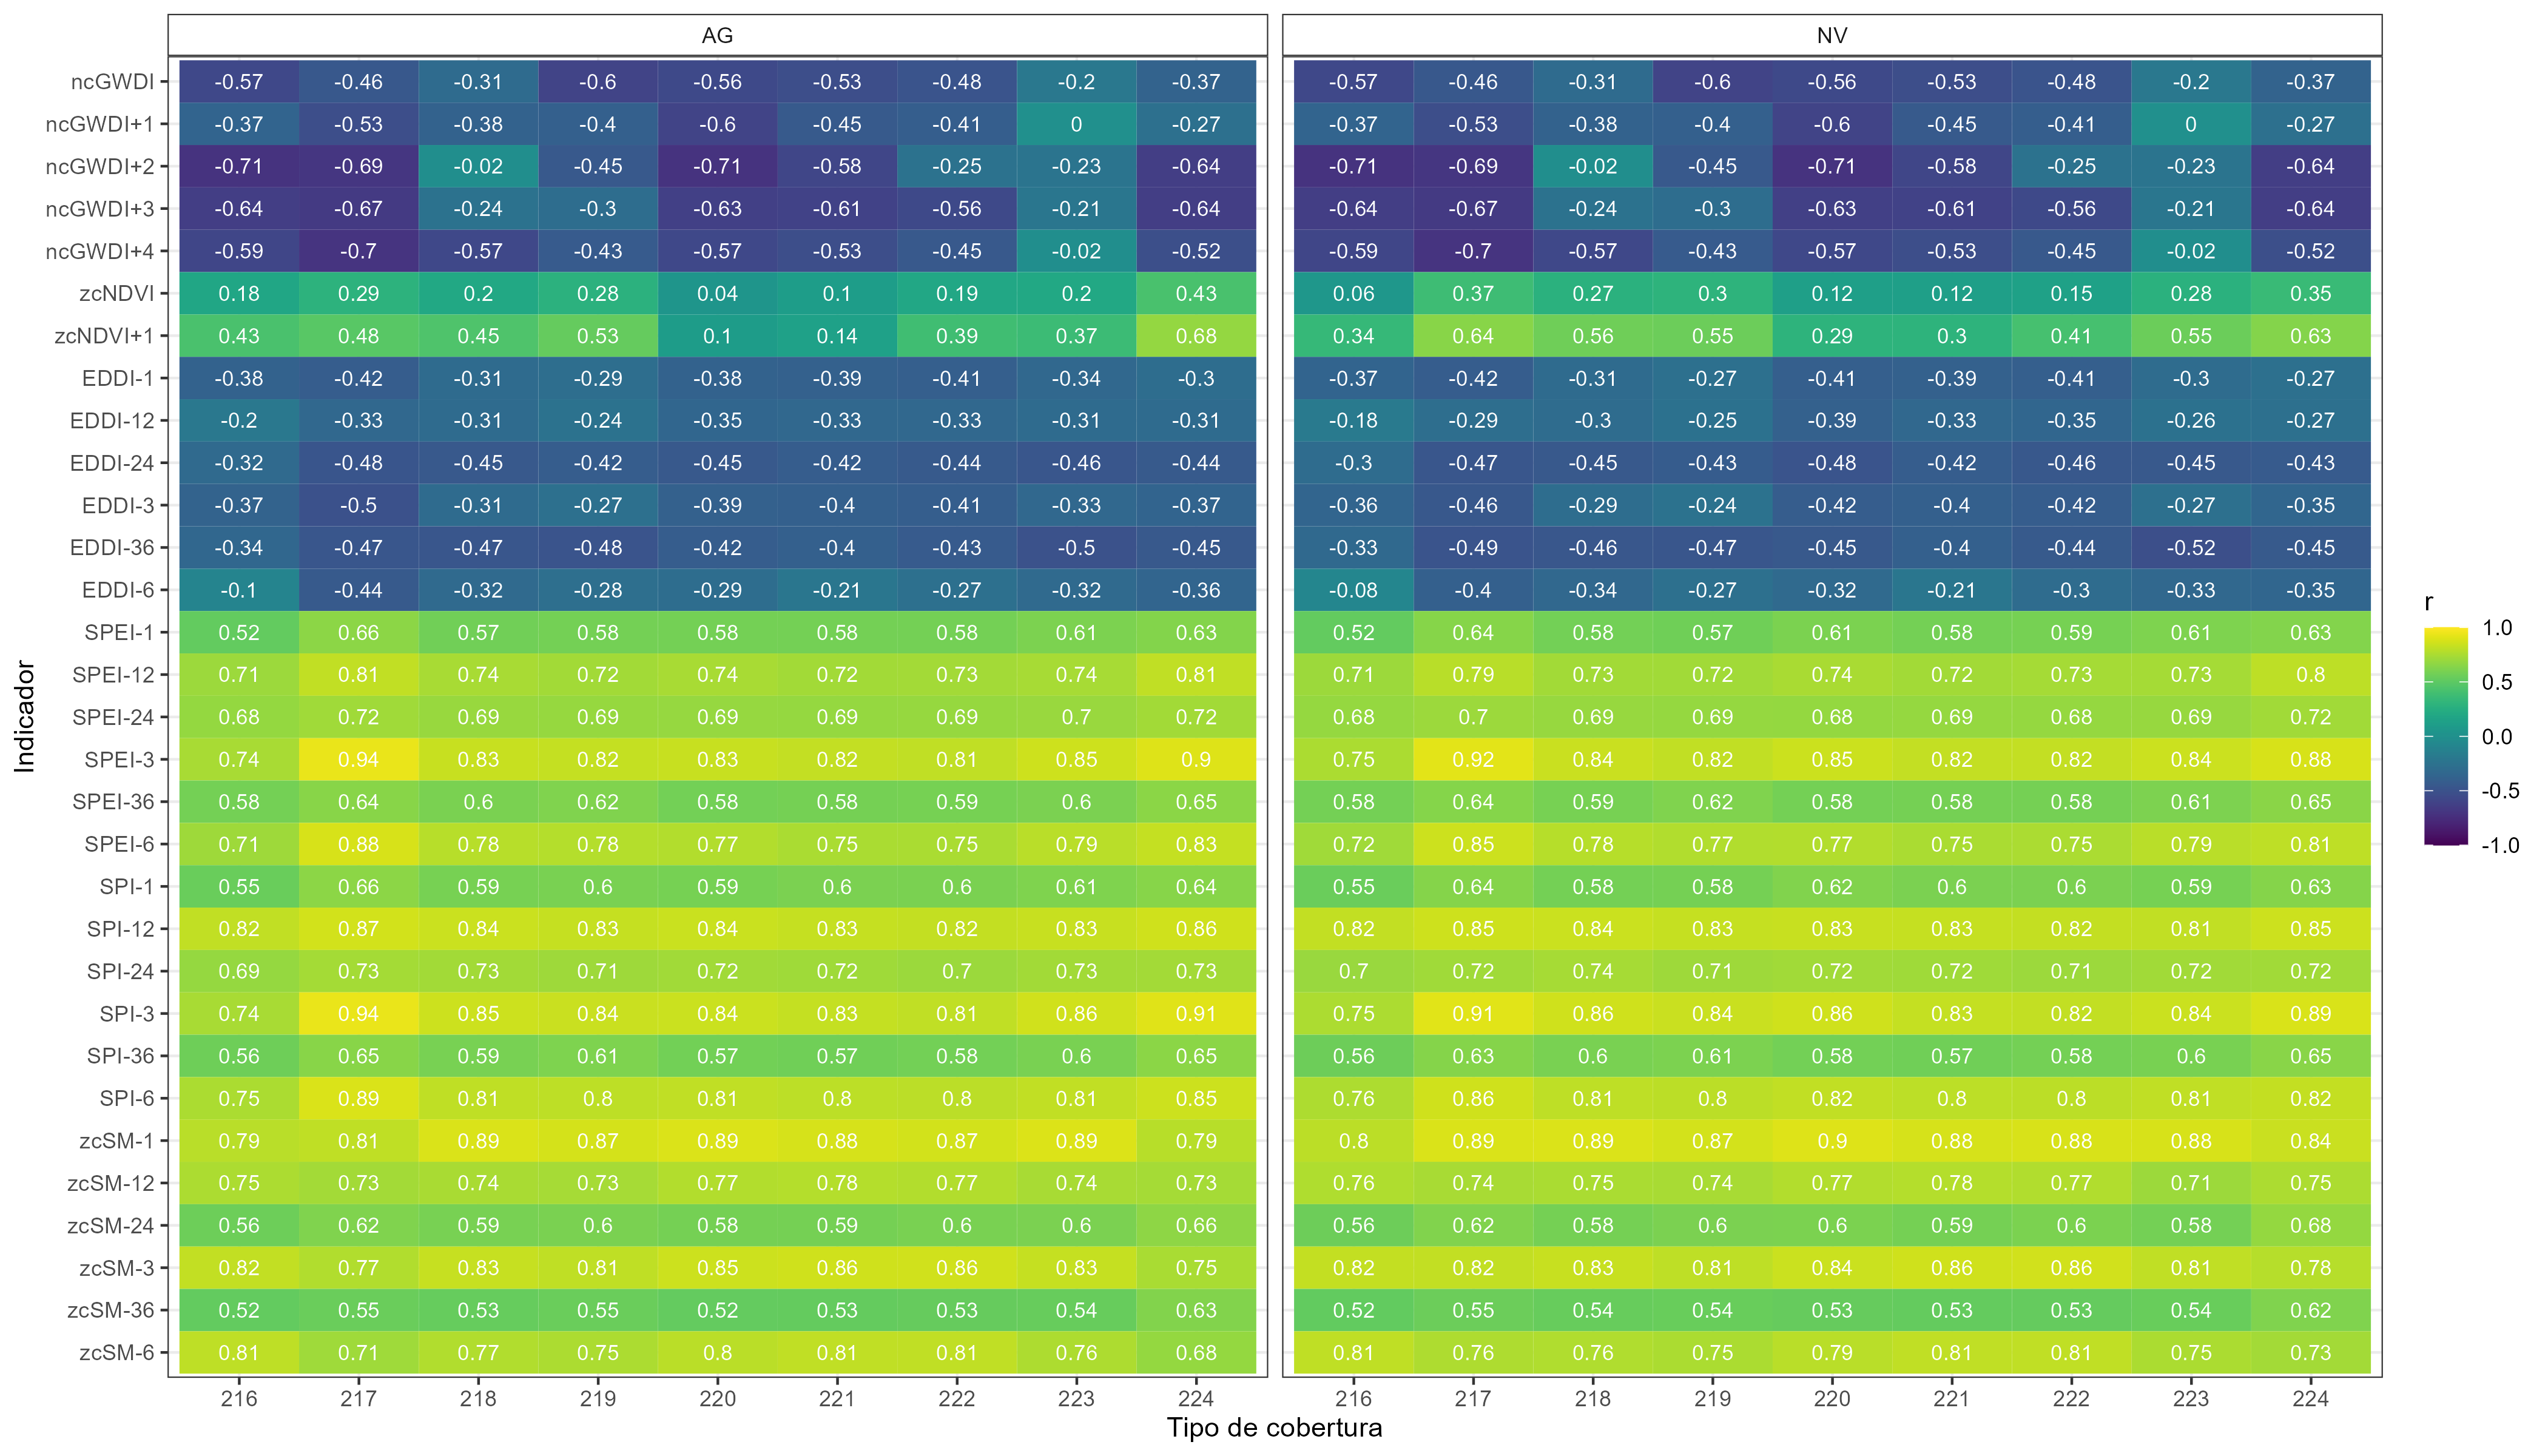 AG NV
ncGWDI -0.57 -0.46 -0.31 -0.6 -0.56 -0.53 -0.48 -0.2 -0.37 -0.57 -0.46 -0.31 -0.6 -0.56 -0.53 -0.48 -0.2 -0.37
ncGWDI+1 -0.37 -0.53 -0.38 -0.4 -0.6 -0.45 -0.41 0 -0.27 -0.37 -0.53 -0.38 -0.4 -0.6 -0.45 -0.41 0 -0.27
ncGWDI+2 -0.71 -0.69 -0.02 -0.45 -0.71 -0.58 -0.25 -0.23 -0.64 -0.71 -0.69 -0.02 -0.45 -0.71 -0.58 -0.25 -0.23 -0.64
ncGWDI+3 -0.64 -0.67 -0.24 -0.3 -0.63 -0.61 -0.56 -0.21 -0.64 -0.64 -0.67 -0.24 -0.3 -0.63 -0.61 -0.56 -0.21 -0.64
ncGWDI+4 -0.59 -0.7 -0.57 -0.43 -0.57 -0.53 -0.45 -0.02 -0.52 -0.59 -0.7 -0.57 -0.43 -0.57 -0.53 -0.45 -0.02 -0.52
zcNDVI 0.18 0.29 0.2 0.28 0.04 0.1 0.19 0.2 0.43 0.06 0.37 0.27 0.3 0.12 0.12 0.15 0.28 0.35
zcNDVI+1 0.43 0.48 0.45 0.53 0.1 0.14 0.39 0.37 0.68 0.34 0.64 0.56 0.55 0.29 0.3 0.41 0.55 0.63
EDDI-1 -0.38 -0.42 -0.31 -0.29 -0.38 -0.39 -0.41 -0.34 -0.3 -0.37 -0.42 -0.31 -0.27 -0.41 -0.39 -0.41 -0.3 -0.27
EDDI-12 -0.2 -0.33 -0.31 -0.24 -0.35 -0.33 -0.33 -0.31 -0.31 -0.18 -0.29 -0.3 -0.25 -0.39 -0.33 -0.35 -0.26 -0.27
EDDI-24 -0.32 -0.48 -0.45 -0.42 -0.45 -0.42 -0.44 -0.46 -0.44 -0.3 -0.47 -0.45 -0.43 -0.48 -0.42 -0.46 -0.45 -0.43
EDDI-3 -0.37 -0.5 -0.31 -0.27 -0.39 -0.4 -0.41 -0.33 -0.37 -0.36 -0.46 -0.29 -0.24 -0.42 -0.4 -0.42 -0.27 -0.35
EDDI-36 -0.34 -0.47 -0.47 -0.48 -0.42 -0.4 -0.43 -0.5 -0.45 -0.33 -0.49 -0.46 -0.47 -0.45 -0.4 -0.44 -0.52 -0.45
EDDI-6 -0.1 -0.44 -0.32 -0.28 -0.29 -0.21 -0.27 -0.32 -0.36 -0.08 -0.4 -0.34 -0.27 -0.32 -0.21 -0.3 -0.33 -0.35
SPEI-1 0.52 0.66 0.57 0.58 0.58 0.58 0.58 0.61 0.63 0.52 0.64 0.58 0.57 0.61 0.58 0.59 0.61 0.63
SPEI-12 0.71 0.81 0.74 0.72 0.74 0.72 0.73 0.74 0.81 0.71 0.79 0.73 0.72 0.74 0.72 0.73 0.73 0.8
SPEI-24 0.68 0.72 0.69 0.69 0.69 0.69 0.69 0.7 0.72 0.68 0.7 0.69 0.69 0.68 0.69 0.68 0.69 0.72
SPEI-3 0.74 0.94 0.83 0.82 0.83 0.82 0.81 0.85 0.9 0.75 0.92 0.84 0.82 0.85 0.82 0.82 0.84 0.88
SPEI-36 0.58 0.64 0.6 0.62 0.58 0.58 0.59 0.6 0.65 0.58 0.64 0.59 0.62 0.58 0.58 0.58 0.61 0.65
SPEI-6 0.71 0.88 0.78 0.78 0.77 0.75 0.75 0.79 0.83 0.72 0.85 0.78 0.77 0.77 0.75 0.75 0.79 0.81
SPI-1 0.55 0.66 0.59 0.6 0.59 0.6 0.6 0.61 0.64 0.55 0.64 0.58 0.58 0.62 0.6 0.6 0.59 0.63
SPI-12 0.82 0.87 0.84 0.83 0.84 0.83 0.82 0.83 0.86 0.82 0.85 0.84 0.83 0.83 0.83 0.82 0.81 0.85
SPI-24 0.69 0.73 0.73 0.71 0.72 0.72 0.7 0.73 0.73 0.7 0.72 0.74 0.71 0.72 0.72 0.71 0.72 0.72
SPI-3 0.74 0.94 0.85 0.84 0.84 0.83 0.81 0.86 0.91 0.75 0.91 0.86 0.84 0.86 0.83 0.82 0.84 0.89
SPI-36 0.56 0.65 0.59 0.61 0.57 0.57 0.58 0.6 0.65 0.56 0.63 0.6 0.61 0.58 0.57 0.58 0.6 0.65
SPI-6 0.75 0.89 0.81 0.8 0.81 0.8 0.8 0.81 0.85 0.76 0.86 0.81 0.8 0.82 0.8 0.8 0.81 0.82
zcSM-1 0.79 0.81 0.89 0.87 0.89 0.88 0.87 0.89 0.79 0.8 0.89 0.89 0.87 0.9 0.88 0.88 0.88 0.84
zcSM-12 0.75 0.73 0.74 0.73 0.77 0.78 0.77 0.74 0.73 0.76 0.74 0.75 0.74 0.77 0.78 0.77 0.71 0.75
zcSM-24 0.56 0.62 0.59 0.6 0.58 0.59 0.6 0.6 0.66 0.56 0.62 0.58 0.6 0.6 0.59 0.6 0.58 0.68
zcSM-3 0.82 0.77 0.83 0.81 0.85 0.86 0.86 0.83 0.75 0.82 0.82 0.83 0.81 0.84 0.86 0.86 0.81 0.78
zcSM-36 0.52 0.55 0.53 0.55 0.52 0.53 0.53 0.54 0.63 0.52 0.55 0.54 0.54 0.53 0.53 0.53 0.54 0.62
zcSM-6 0.81 0.71 0.77 0.75 0.8 0.81 0.81 0.76 0.68 0.81 0.76 0.76 0.75 0.79 0.81 0.81 0.75 0.73
216 217 218 219 220 221 222 223 224 216 217 218 219 220 221 222 223 224
Tipo de cobertura
Indicador
r
1.0
0.5
0.0
-0.5
-1.0